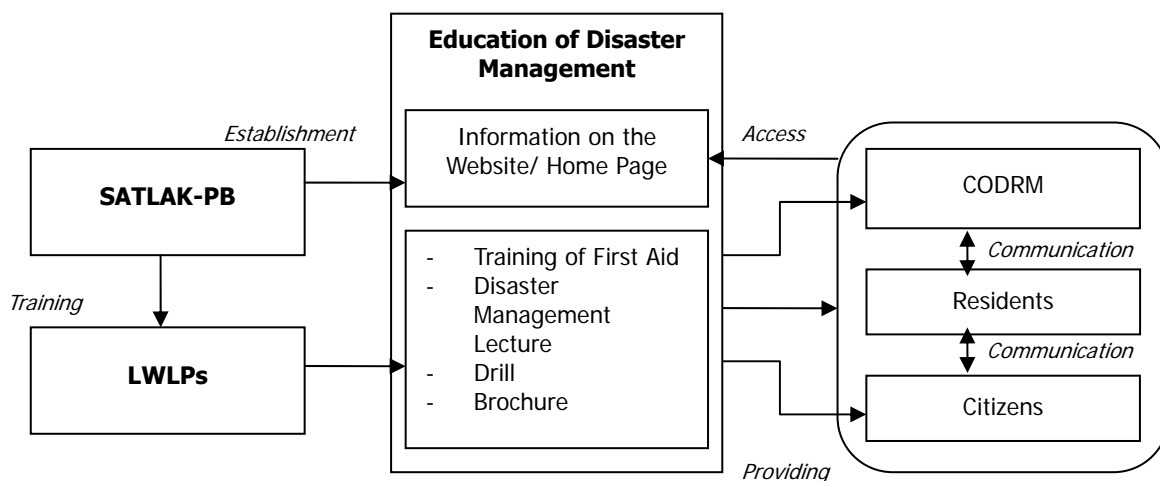 Education of Disaster
Management
Establishment
Information on the
Website/ Home Page
Access
SATLAK-PB
CODRM
- Training of First Aid
- Disaster
Management
Lecture
- Drill
- Brochure
Communication
Training
Residents
LWLPs
Communication
Citizens
Providing